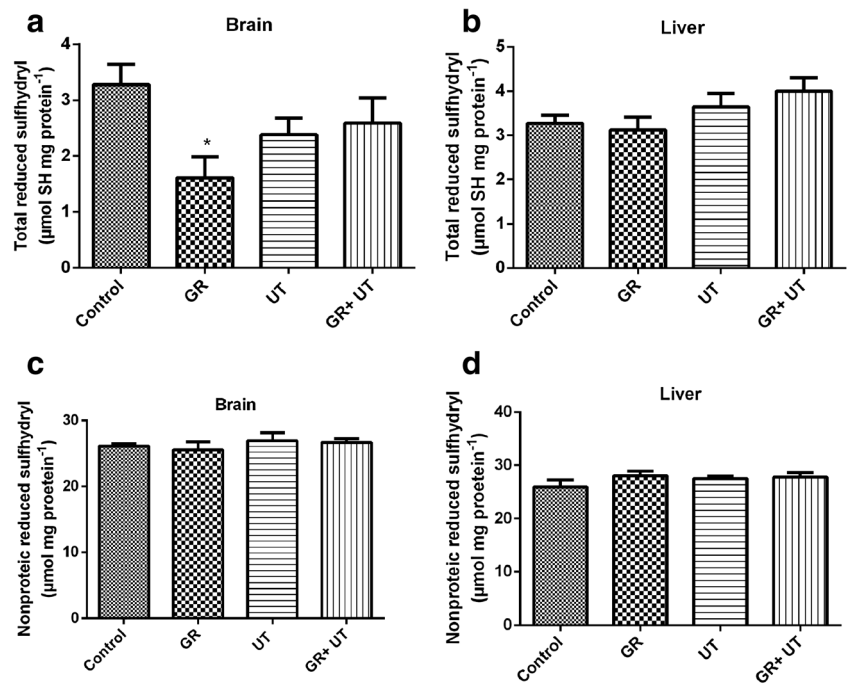 a
Brain
Total reduced sulfhydryl
(µmol SH mg protein⁻¹)
4
3
2
1
0
*
Control
GR
UT
GR+ UT
b
Liver
Total reduced sulfhydryl
(µmol SH mg protein⁻¹)
5
4
3
2
1
0
Control
GR
UT
GR+ UT
c
Brain
Nonproteic reduced sulfhydryl
(µmol mg proetein⁻¹)
30
20
10
0
Control
GR
UT
GR+ UT
d
Liver
Nonproteic reduced sulfhydryl
(µmol mg protein⁻¹)
40
30
20
10
0
Control
GR
UT
GR+ UT